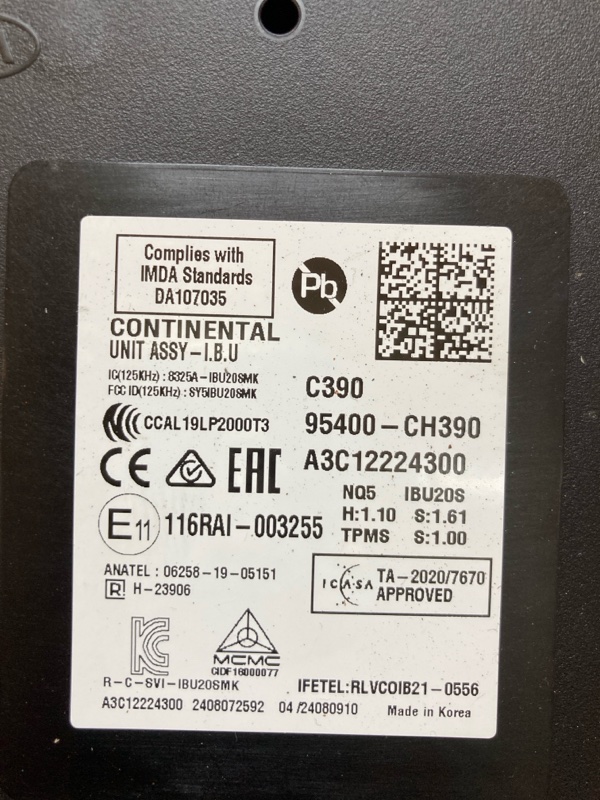 Complies with
IMDA Standards
DA107035
Pb
CONTINENTAL
UNIT ASSY-I.B.U
IC(125KHz) : 8325A-IBU20SMK
FCC ID(125KHz) : SY5IBU20SMK
C390
CCAL19LP2000T3
95400-CH390
CE
EAC
A3C12224300
NQ5 IBU20S
H:1.10 S:1.61
TPMS S:1.00
E11 116RAI-003255
ANATEL : 06258-19-05151
R H-23906
ICASA TA-2020/7670
APPROVED
KC
MCMC
CIDF16000077
R-C-SVI-IBU20SMK
IFETEL:RLVCOIB21-0556
A3C12224300 2408072592 04 /24080910 Made in Korea